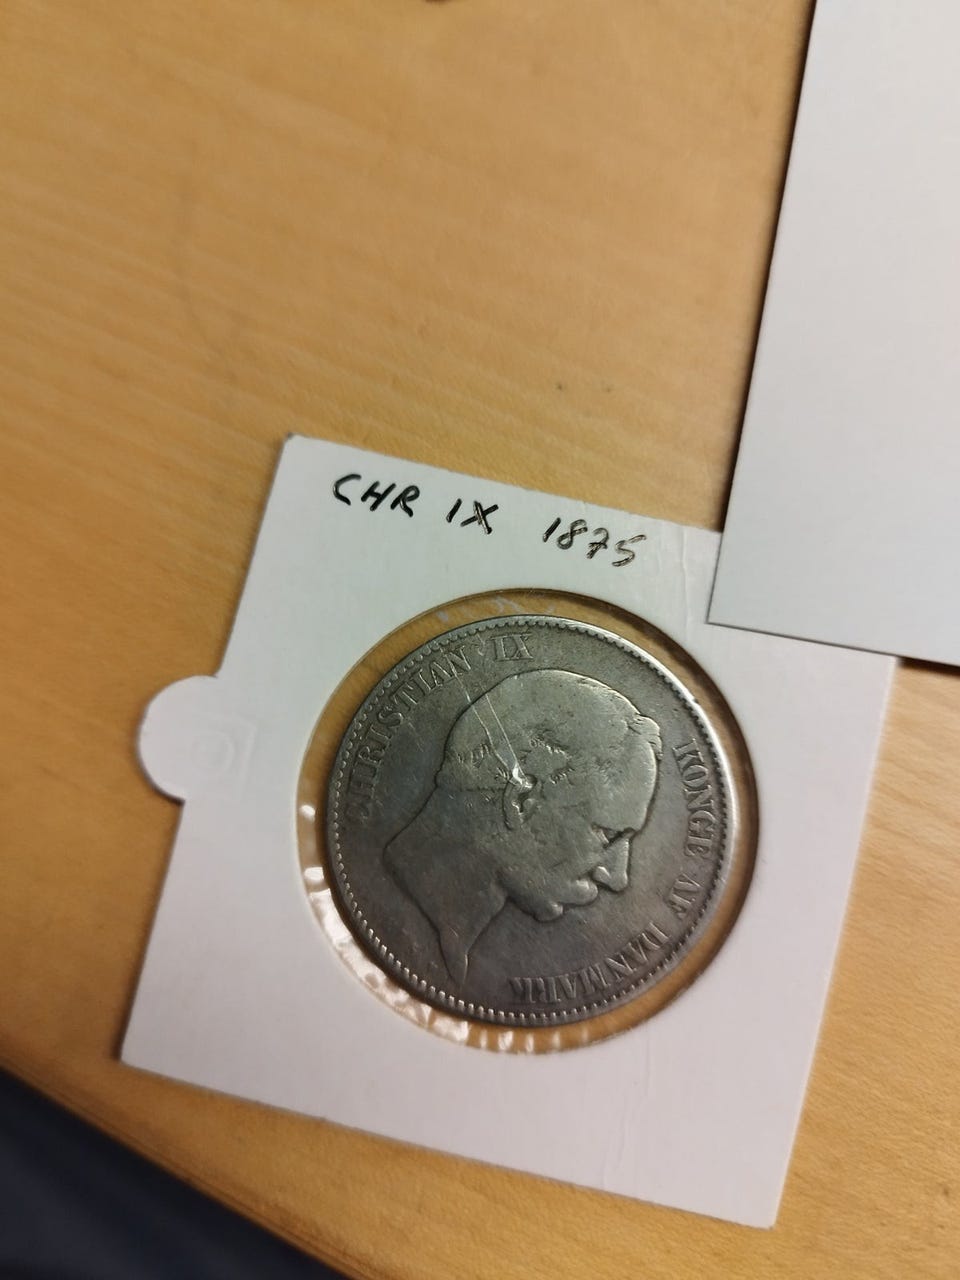 CHR IX 1875
CHRISTIAN IX KONGE AF DANMARK